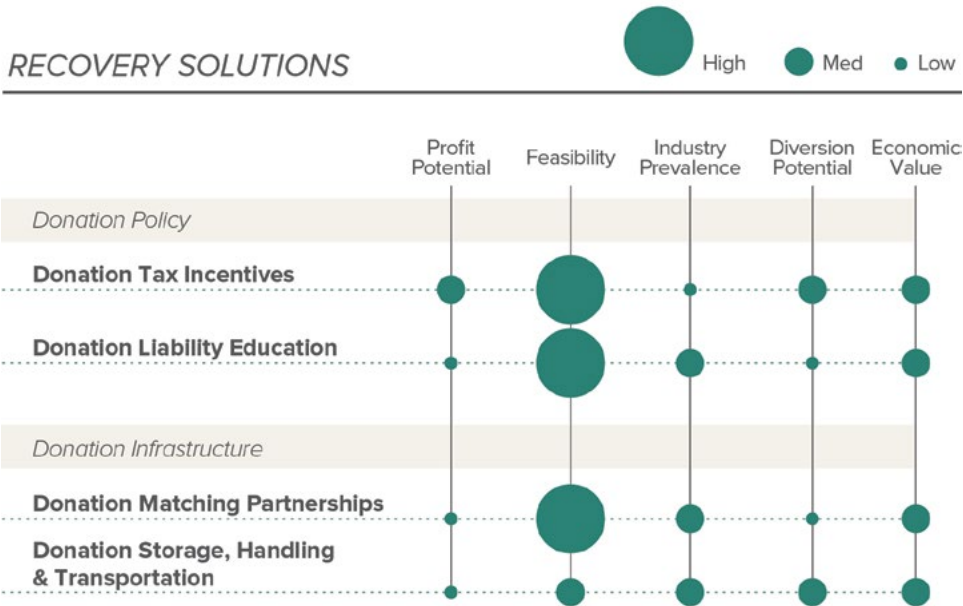 RECOVERY SOLUTIONS
High
Med
Low
Profit
Potential
Feasibility
Industry
Prevalence
Diversion
Potential
Economic
Value
Donation Policy
Donation Tax Incentives
Donation Liability Education
Donation Infrastructure
Donation Matching Partnerships
Donation Storage, Handling
& Transportation